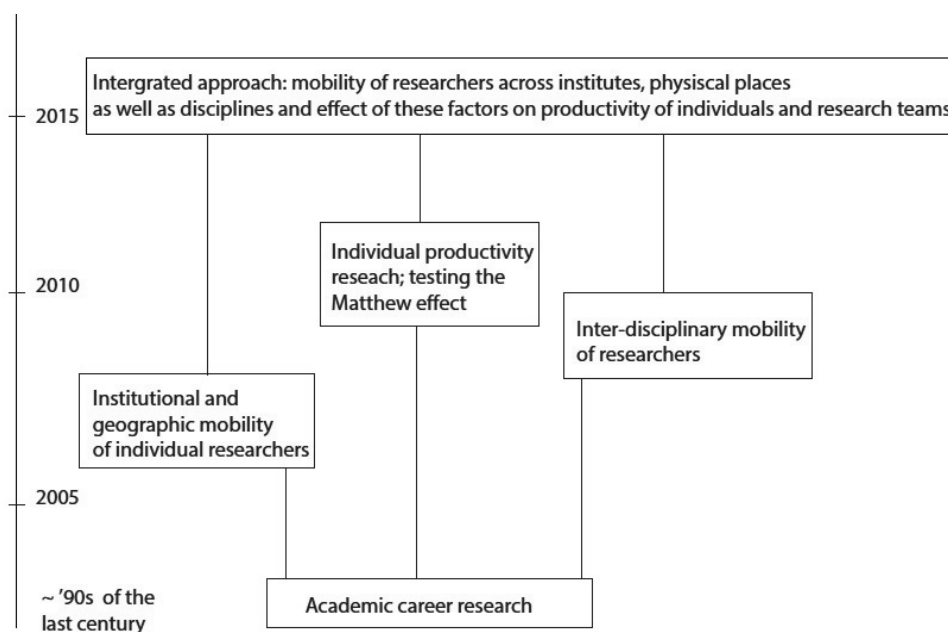 Intergrated approach: mobility of researchers across institutes, physiscal places
as well as disciplines and effect of these factors on productivity of individuals and research teams
2015
Individual productivity
reseach; testing the
Matthew effect
2010
Inter-disciplinary mobility
of researchers
Institutional and
geographic mobility
of individual researchers
2005
~ '90s of the
last century
Academic career research